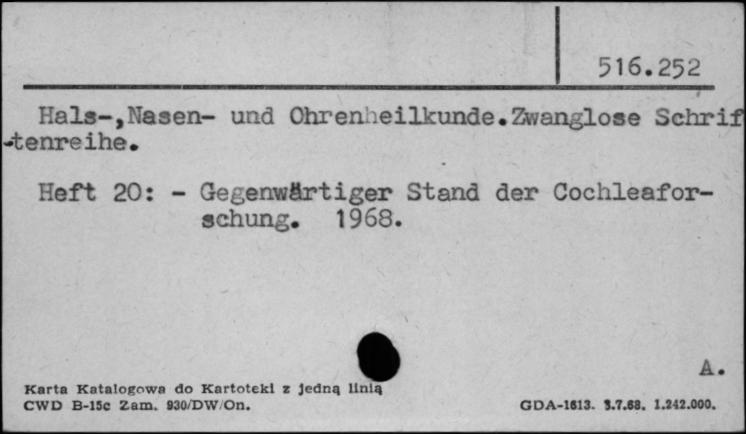 516.252
Hals-,Nasen- und Ohrenheilkunde.Zwanglose Schrif
-tenreihe.
Heft 20: - Gegenwärtiger Stand der Cochleafor-
schung. 1968.
A.
Karta Katalogowa do Kartoteki z jedną linią
CWD B-15c Zam. 930/DW/On.
GDA-1613. 3.7.68. 1.242.000.